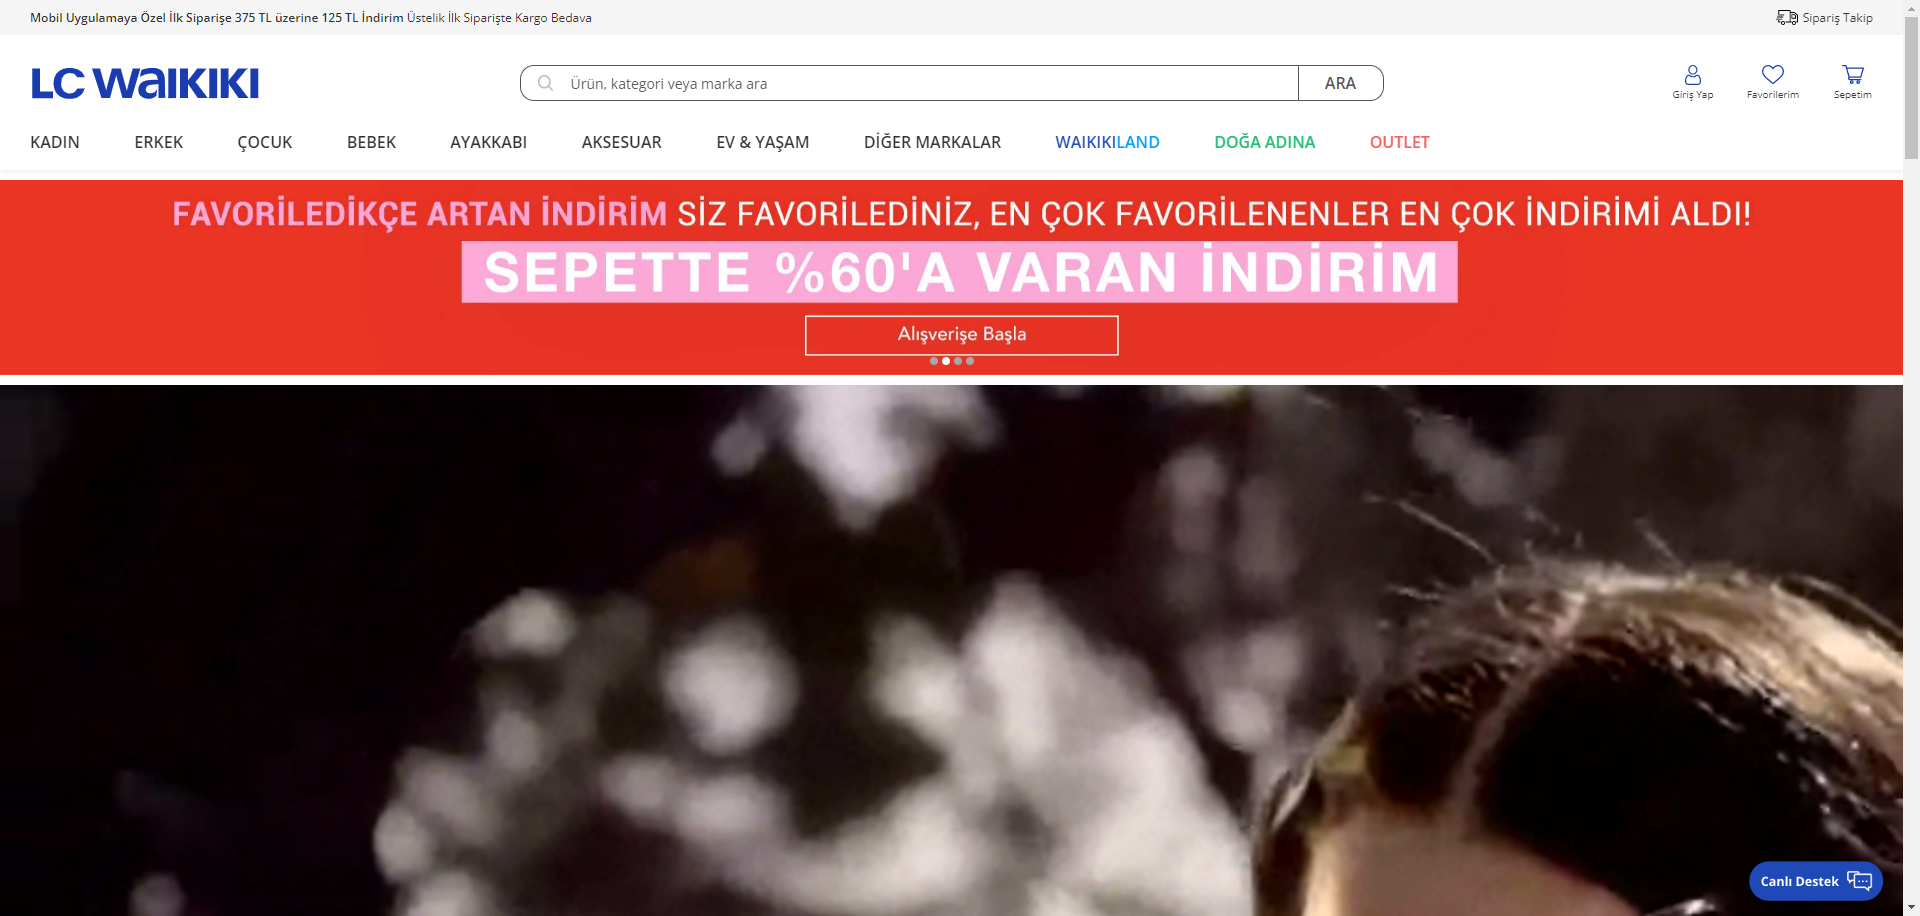 Mobil Uygulamaya Özel İlk Siparişe 375 TL üzerine 125 TL İndirim Üstelik İlk Siparişte Kargo Bedava
Sipariş Takip
LC WAIKIKI
Ürün, kategori veya marka ara
ARA
Giriş Yap
Favorilerim
Sepetim
KADIN
ERKEK
ÇOCUK
BEBEK
AYAKKABI
AKSESUAR
EV & YAŞAM
DİĞER MARKALAR
WAIKIKILAND
DOĞA ADINA
OUTLET
FAVORİLEDİKÇE ARTAN İNDİRİM SİZ FAVORİLEDİNİZ, EN ÇOK FAVORİLENENLER EN ÇOK İNDİRİMİ ALDI!
SEPETTE %60'A VARAN İNDİRİM
Alışverişe Başla
Canlı Destek